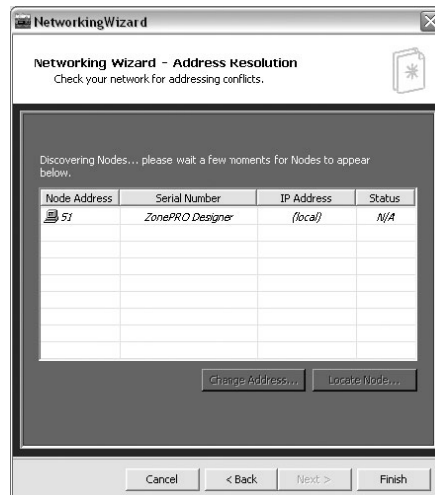 NetworkingWizard
Networking Wizard - Address Resolution
Check your network for addressing conflicts.
Discovering Nodes... please wait a few moments for Nodes to appear
below.
Node Address Serial Number IP Address Status
51 ZonePRO Designer {local} N/A
Change Address... Locate Node...
Cancel < Back Next > Finish